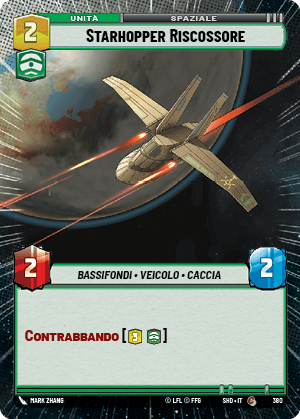 UNITÀ
SPAZIALE
2
STARHOPPER RISCOSSORE
2
BASSIFONDI • VEICOLO • CACCIA
2
CONTRABBANDO [3]
MARK ZHANG
© LFL © FFG
SHD • IT
380